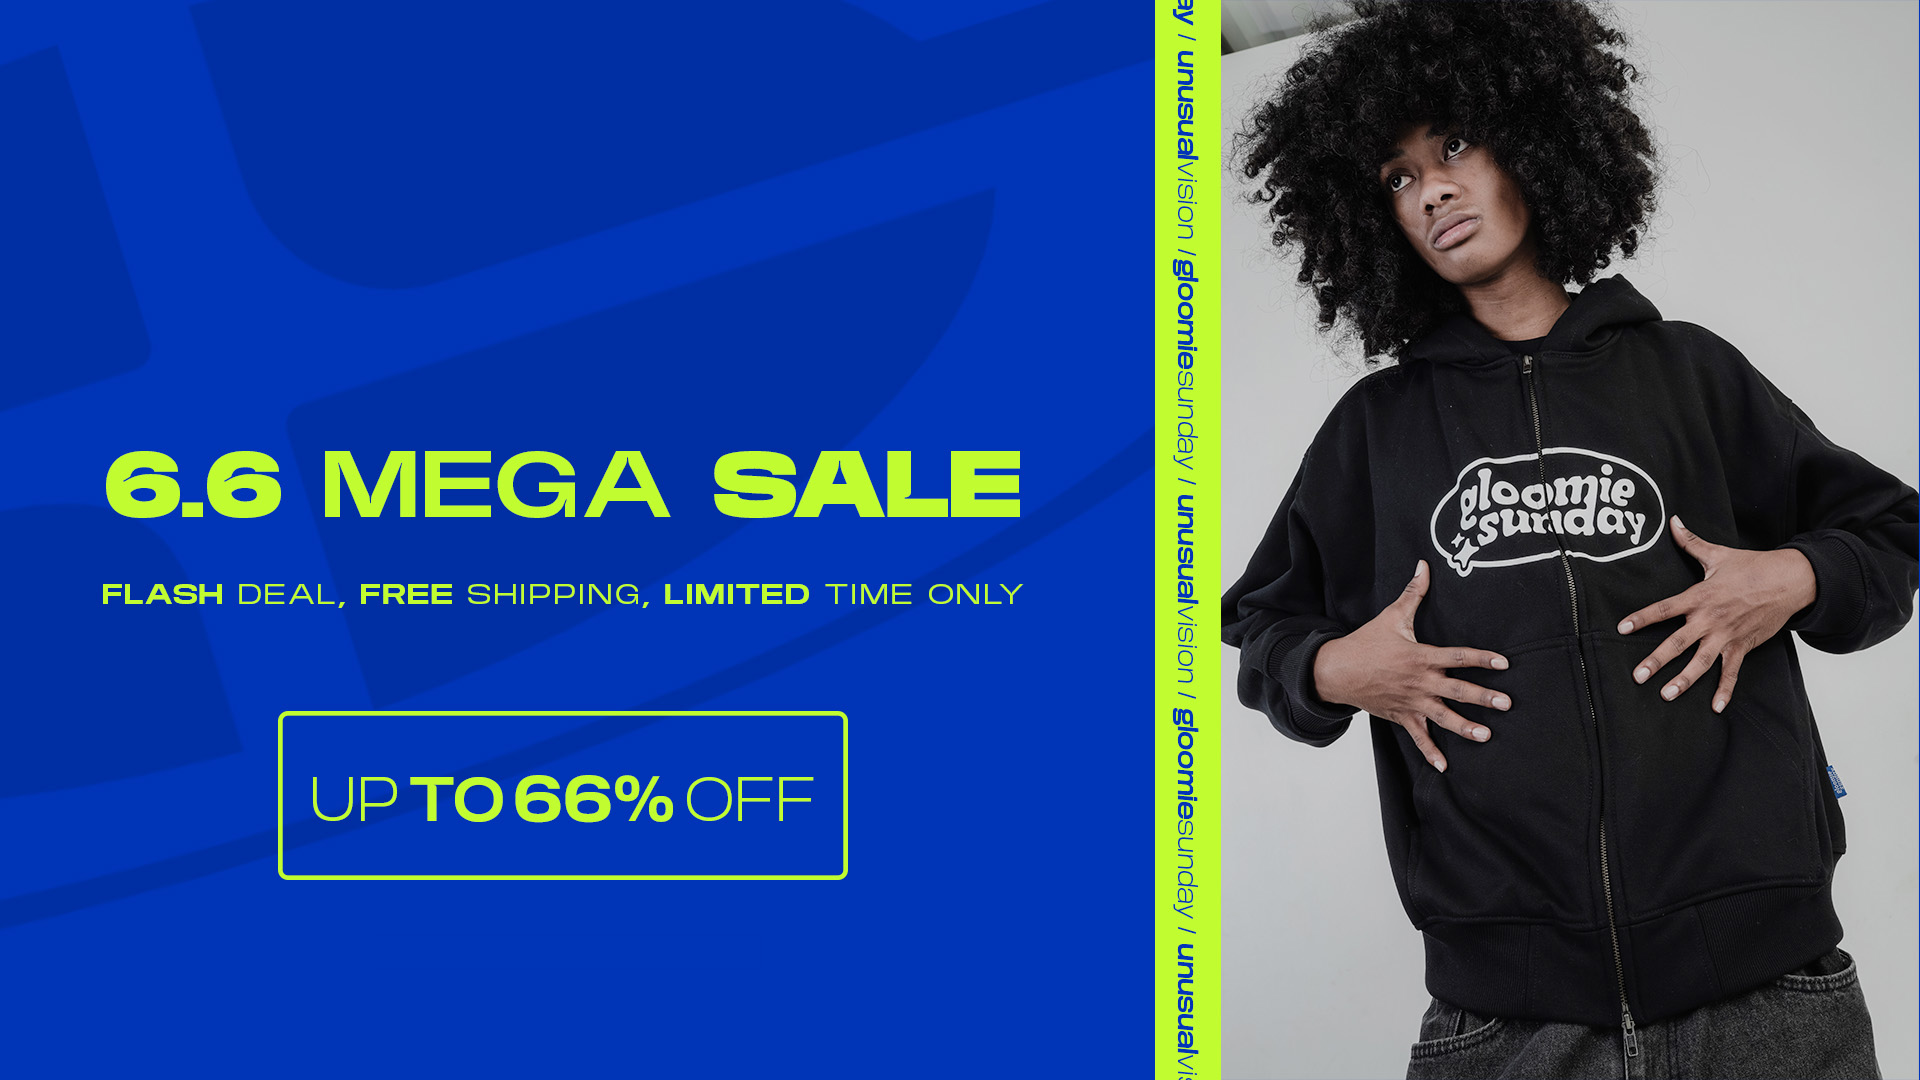 6.6 MEGA SALE
FLASH DEAL, FREE SHIPPING, LIMITED TIME ONLY
UP TO 66% OFF
ay / unusualvision / gloomiesunday / unusualvision / gloomiesunday / unusualvis
gloomie
sunday